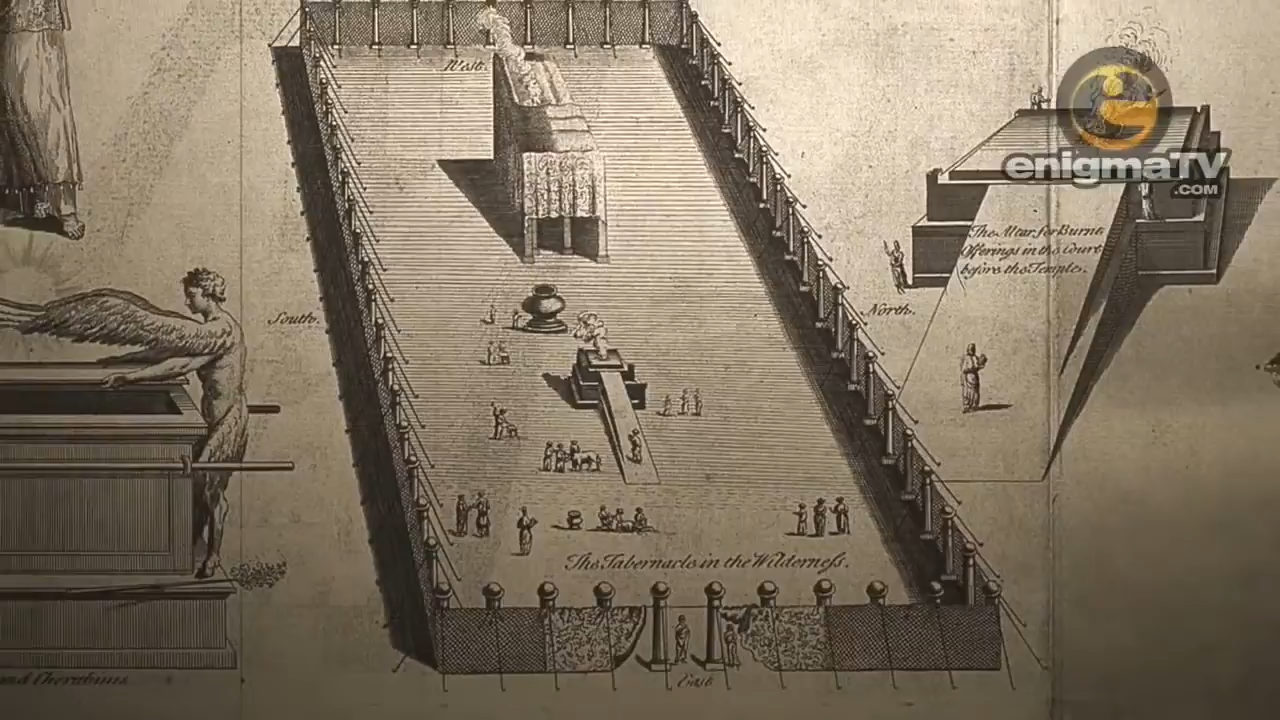 West.
enigmaTV
.COM
The Altar for Burnt
Offerings in the Court
before the Temple.
South.
North.
The Tabernacle in the Wilderneſs.
East
and Cherubims